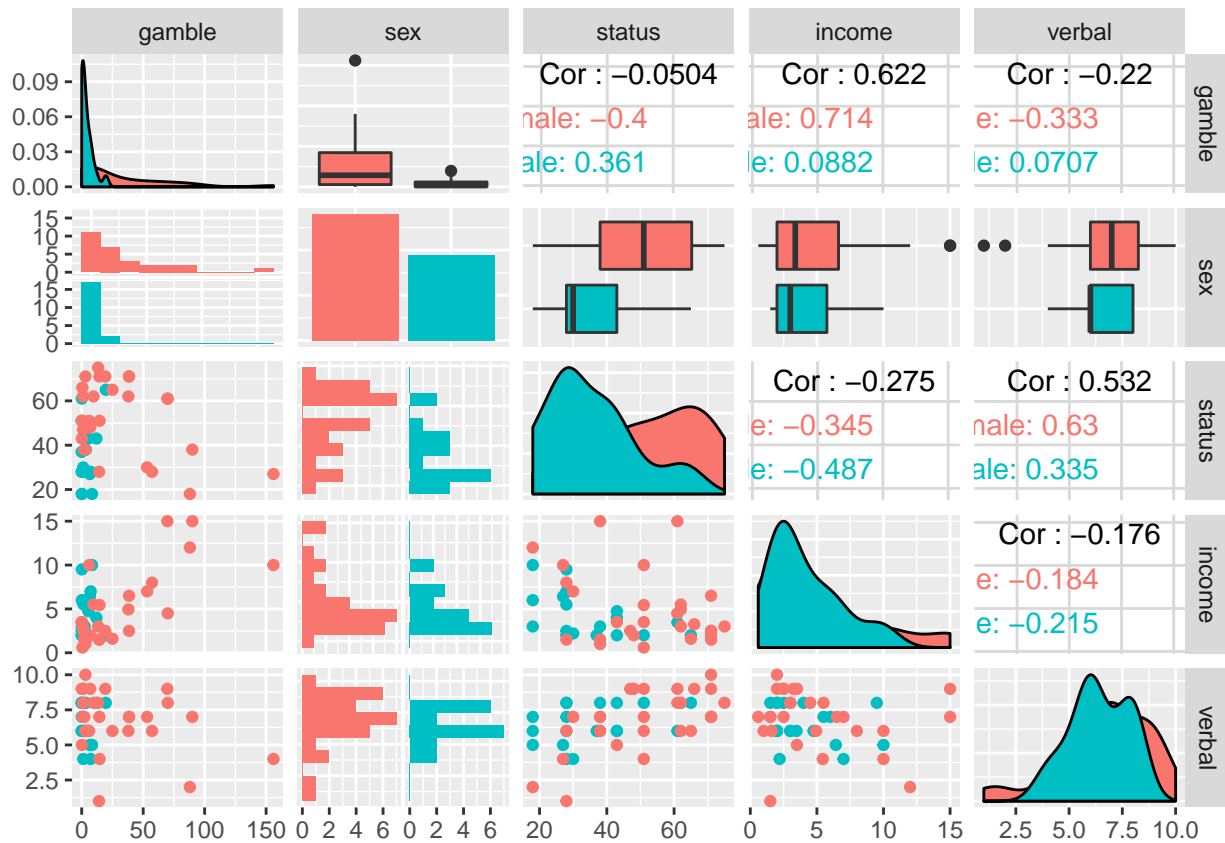 gamble sex status income verbal
0.09 Cor : −0.0504 Cor : 0.622 Cor : −0.22 gamble
0.06 nale: −0.4 ale: 0.714 e: −0.333
0.03 ale: 0.361 le: 0.0882 le: 0.0707
0.00
15 sex
10
5
0
15
10
5
0
60 Cor : −0.275 Cor : 0.532 status
40 e: −0.345 nale: 0.63
20 le: −0.487 ale: 0.335
15 Cor : −0.176 income
10 e: −0.184
5 e: −0.215
0
10.0 verbal
7.5
5.0
2.5
0 50 100 150 0 2 4 6 0 2 4 6 20 40 60 0 5 10 15 2.5 5.0 7.5 10.0